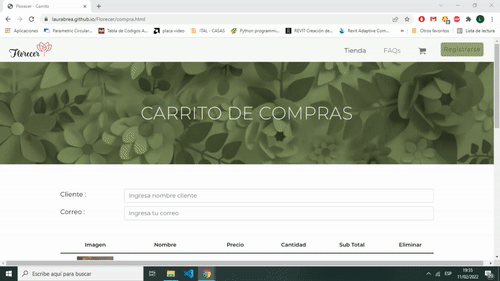 Florecer - Carrito
laurabrea.github.io/Florecer/compra.html
Aplicaciones
Parametric Circular...
Tabla de Codigos A...
placa video
ITAL - CASAS
Python programmi...
REVIT Creación de...
Revit Adaptive Com...
Otros favoritos
Lista de lectura
Florecer
Tienda
FAQs
Registrarse
CARRITO DE COMPRAS
Cliente :
Ingresa nombre cliente
Correo :
Ingresa tu correo
Imagen
Nombre
Precio
Cantidad
Sub Total
Eliminar
Escribe aquí para buscar
ESP
19:55
11/02/2022